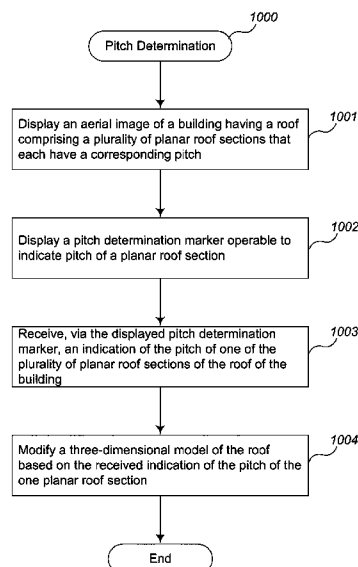 1000
Pitch Determination
Display an aerial image of a building having a roof
comprising a plurality of planar roof sections that
each have a corresponding pitch
1001
Display a pitch determination marker operable to
indicate pitch of a planar roof section
1002
Receive, via the displayed pitch determination
marker, an indication of the pitch of one of the
plurality of planar roof sections of the roof of the
building
1003
Modify a three-dimensional model of the roof
based on the received indication of the pitch of the
one planar roof section
1004
End